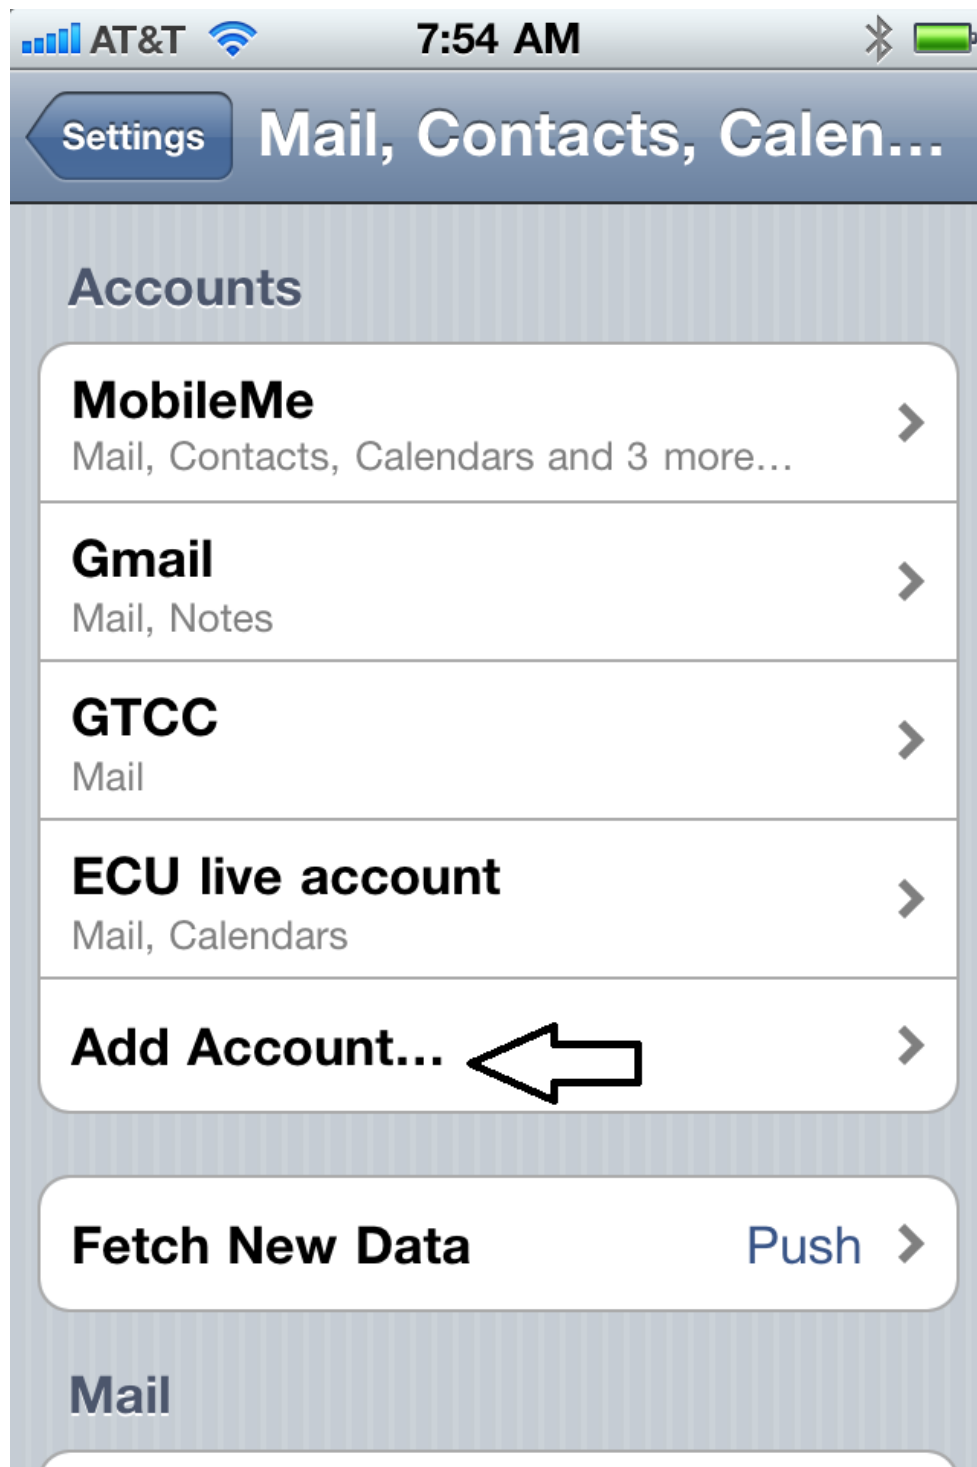 AT&T 7:54 AM
Settings Mail, Contacts, Calen...
Accounts
MobileMe
Mail, Contacts, Calendars and 3 more...
Gmail
Mail, Notes
GTCC
Mail
ECU live account
Mail, Calendars
Add Account...
Fetch New Data Push
Mail